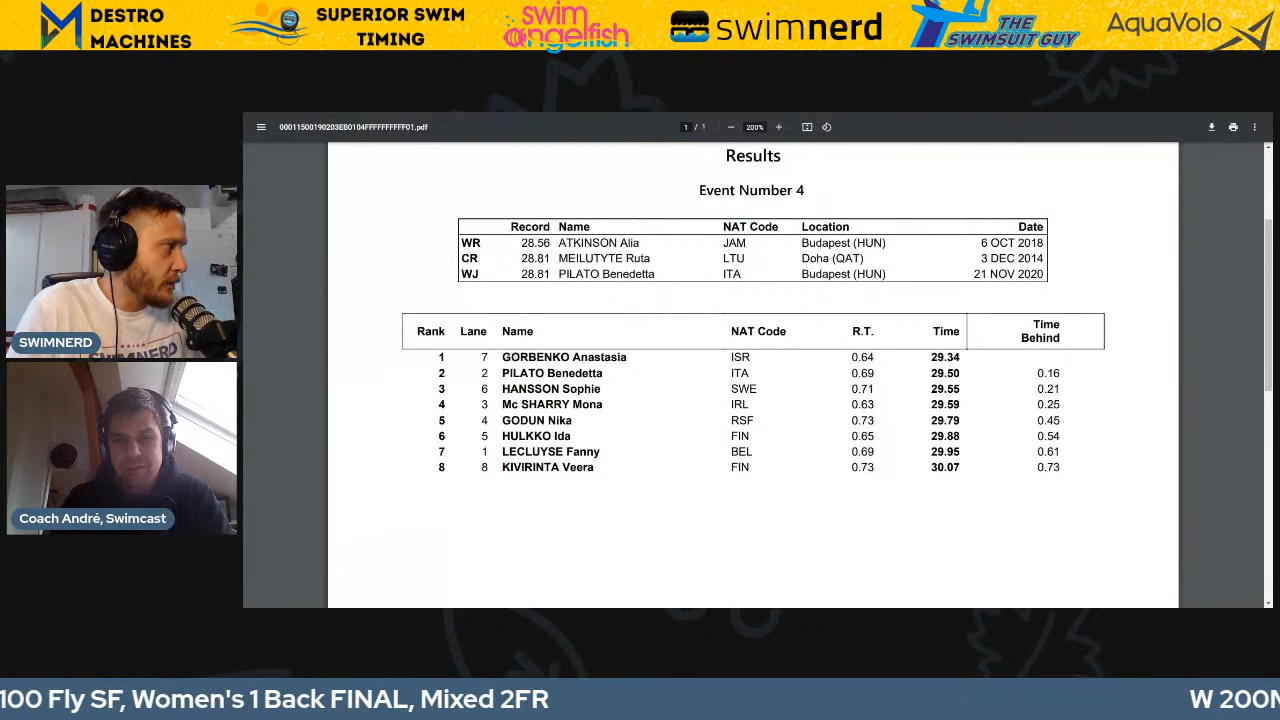 DESTRO
MACHINES
SUPERIOR SWIM
TIMING
swim
angelfish
swimnerd
THE
SWIMSUIT GUY
AquaVolo
00011500190203EB0104FFFFFFFFFF01.pdf
1 / 1
200%
Results
Event Number 4
Record Name NAT Code Location Date
WR 28.56 ATKINSON Alia JAM Budapest (HUN) 6 OCT 2018
CR 28.81 MEILUTYTE Ruta LTU Doha (QAT) 3 DEC 2014
WJ 28.81 PILATO Benedetta ITA Budapest (HUN) 21 NOV 2020
Rank Lane Name NAT Code R.T. Time Time Behind
1 7 GORBENKO Anastasia ISR 0.64 29.34
2 2 PILATO Benedetta ITA 0.69 29.50 0.16
3 6 HANSSON Sophie SWE 0.71 29.55 0.21
4 3 Mc SHARRY Mona IRL 0.63 29.59 0.25
5 4 GODUN Nika RSF 0.73 29.79 0.45
6 5 HULKKO Ida FIN 0.65 29.88 0.54
7 1 LECLUYSE Fanny BEL 0.69 29.95 0.61
8 8 KIVIRINTA Veera FIN 0.73 30.07 0.73
SWIMNERD
Coach André, Swimcast
100 Fly SF, Women's 1 Back FINAL, Mixed 2FR
W 200